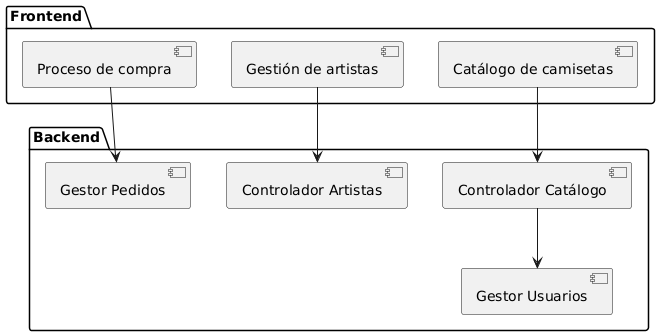 Frontend
Proceso de compra
Gestión de artistas
Catálogo de camisetas
Backend
Gestor Pedidos
Controlador Artistas
Controlador Catálogo
Gestor Usuarios